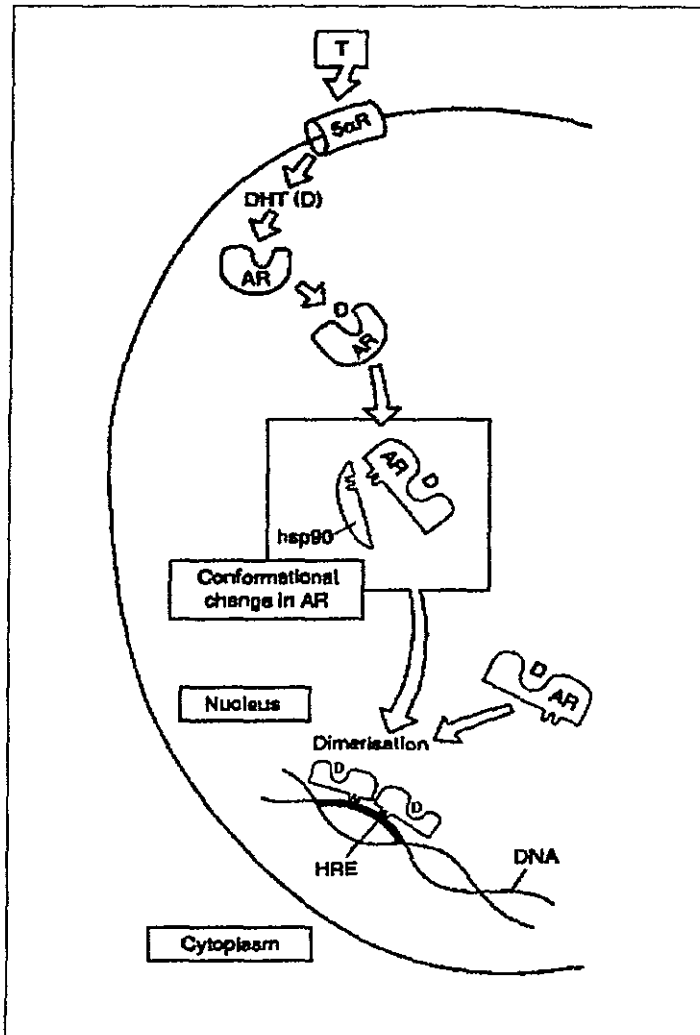 T
5αR
DHT (D)
AR
D
AR
AR
D
hsp90
Conformational
change in AR
D
AR
Nucleus
Dimerisation
D
D
HRE
DNA
Cytoplasm